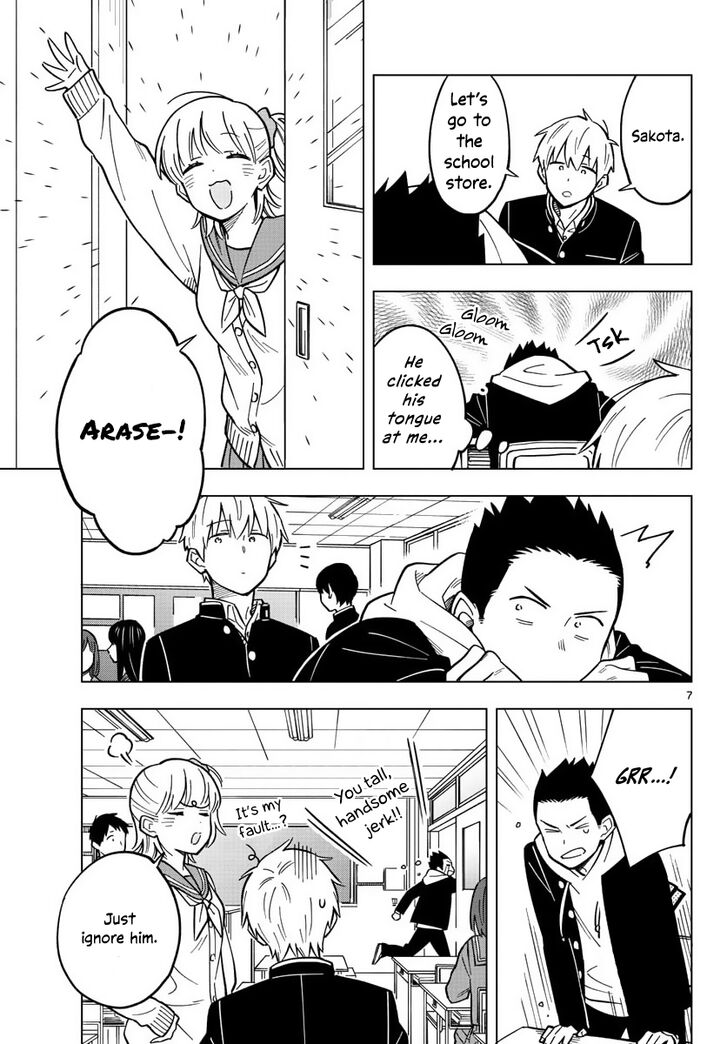 Sakota.
Let's
go to
the
school
store.
Gloom
Gloom
Tsk
He
clicked
his
tongue
at me...
Arase–!
7
GRR...!
You tall,
handsome
jerk!!
It's my
fault...?
Just
ignore him.